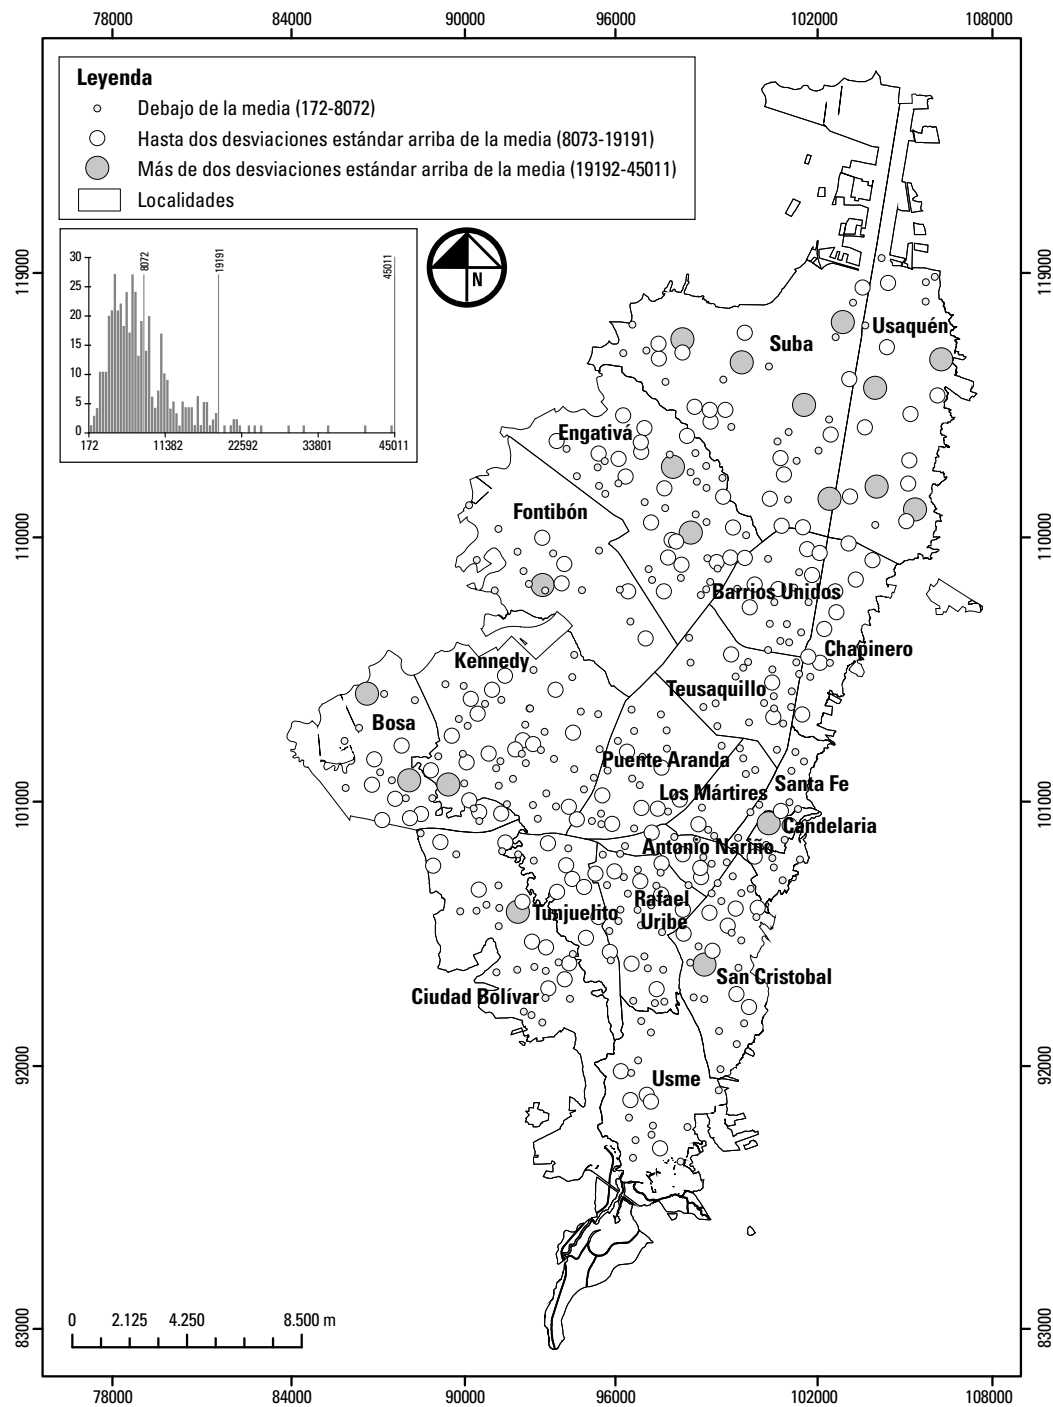 78000 84000 90000 96000 102000 108000
Leyenda
Debajo de la media (172-8072)
Hasta dos desviaciones estándar arriba de la media (8073-19191)
Más de dos desviaciones estándar arriba de la media (19192-45011)
Localidades
30
25
20
15
10
5
0
8072
19191
45011
172 11382 22592 33801 45011
N
119000
119000
Usaquén
Suba
Engativá
Fontibón
110000
110000
Barrios Unidos
Chapinero
Kennedy
Teusaquillo
Bosa
Puente Aranda
Santa Fe
Los Mártires
101000
101000
Candelaria
Antonio Nariño
Rafael
Uribe
Tunjuelito
San Cristobal
Ciudad Bolívar
92000
92000
Usme
0 2.125 4.250 8.500 m
83000
83000
78000 84000 90000 96000 102000 108000